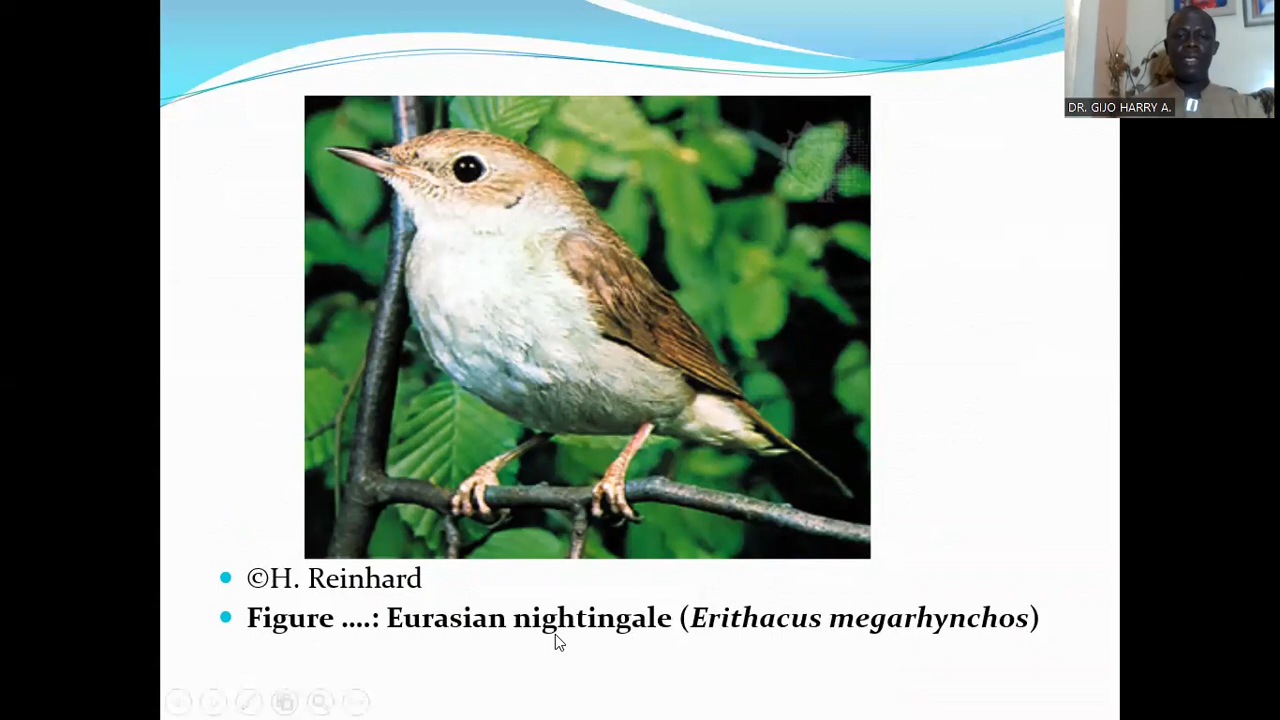 DR. GIJO HARRY A.
©H. Reinhard
Figure ....: Eurasian nightingale (Erithacus megarhynchos)